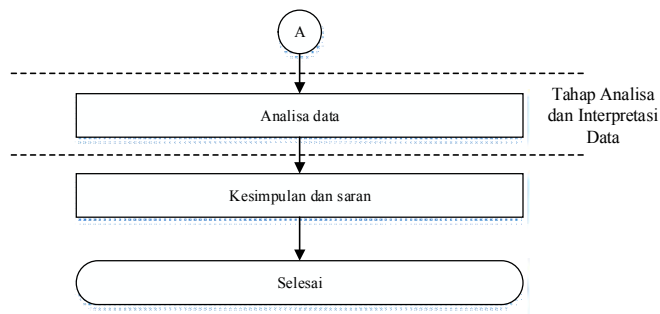 A
Tahap Analisa
dan Interpretasi
Data
Analisa data
Kesimpulan dan saran
Selesai